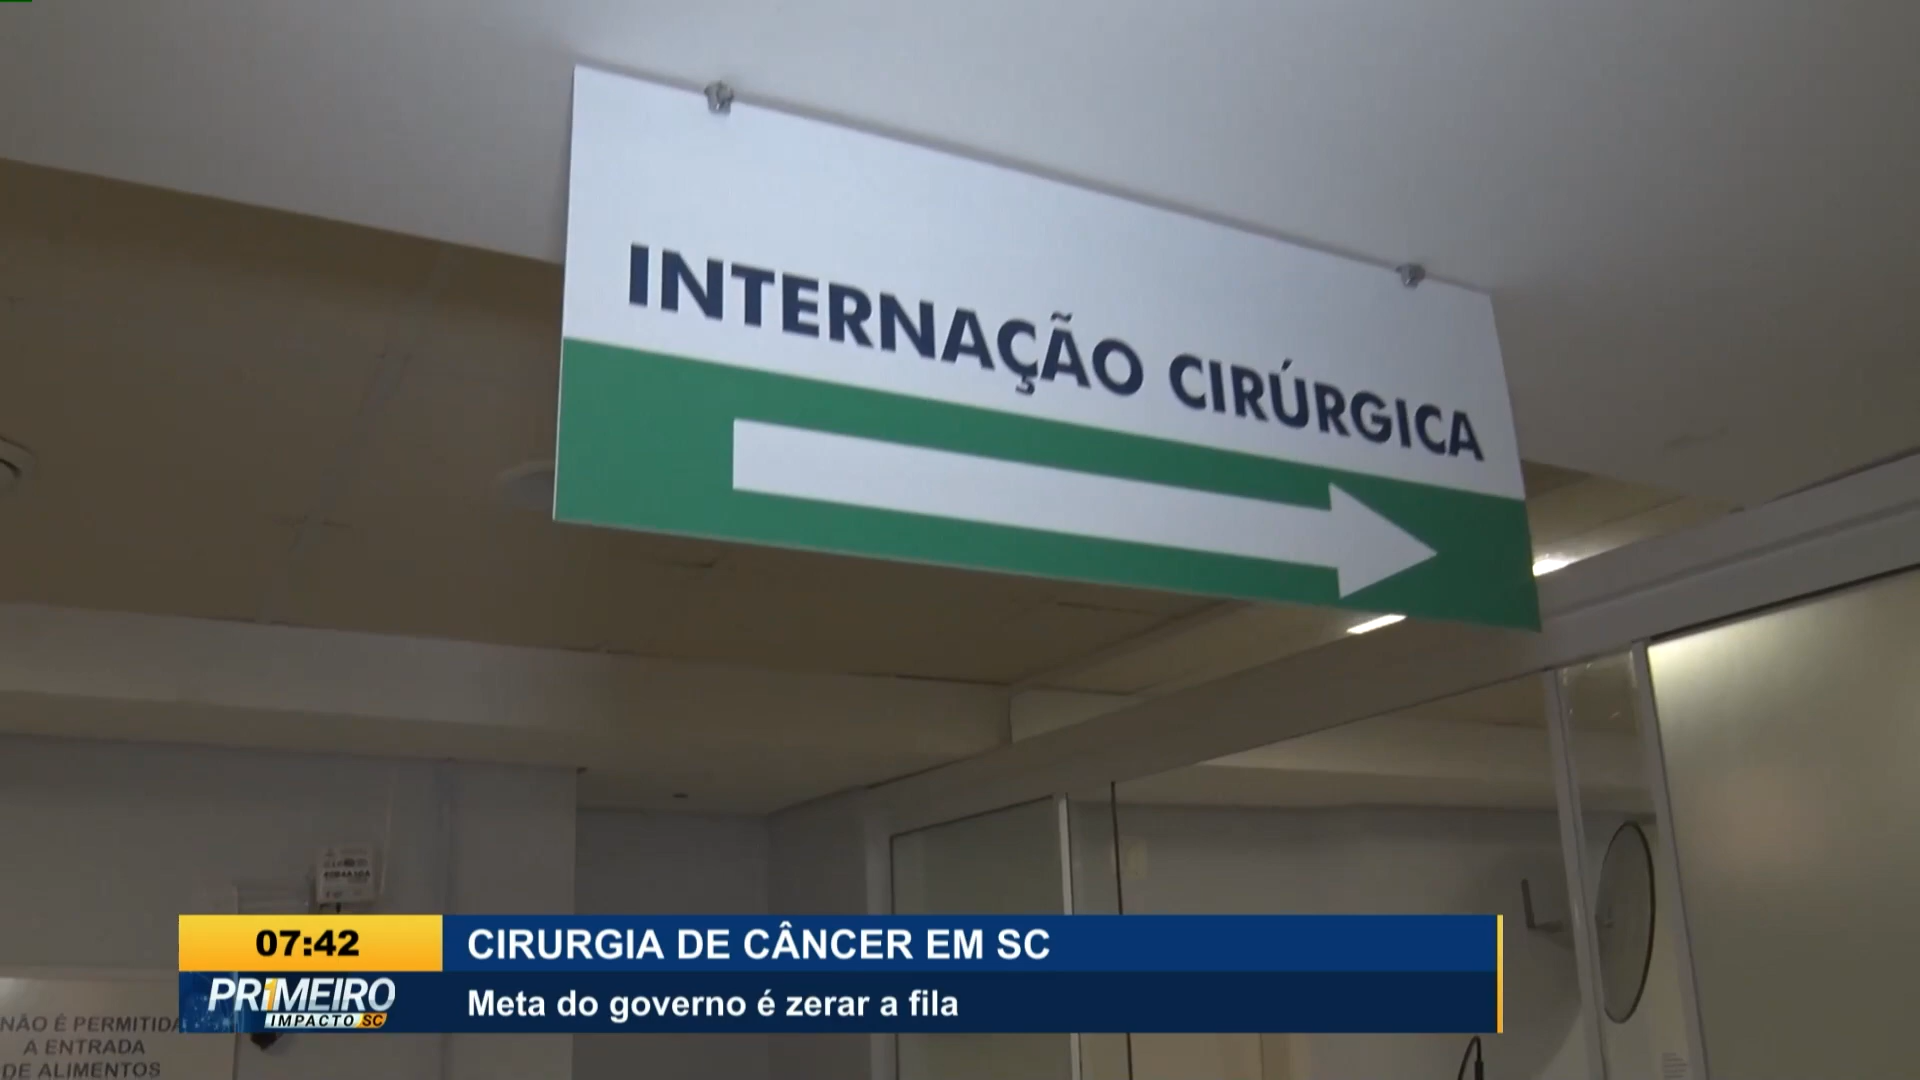 INTERNAÇÃO CIRÚRGICA
07:42
CIRURGIA DE CÂNCER EM SC
PR1MEIRO
IMPACTO SC
Meta do governo é zerar a fila
NÃO É PERMITIDA
A ENTRADA
DE ALIMENTOS